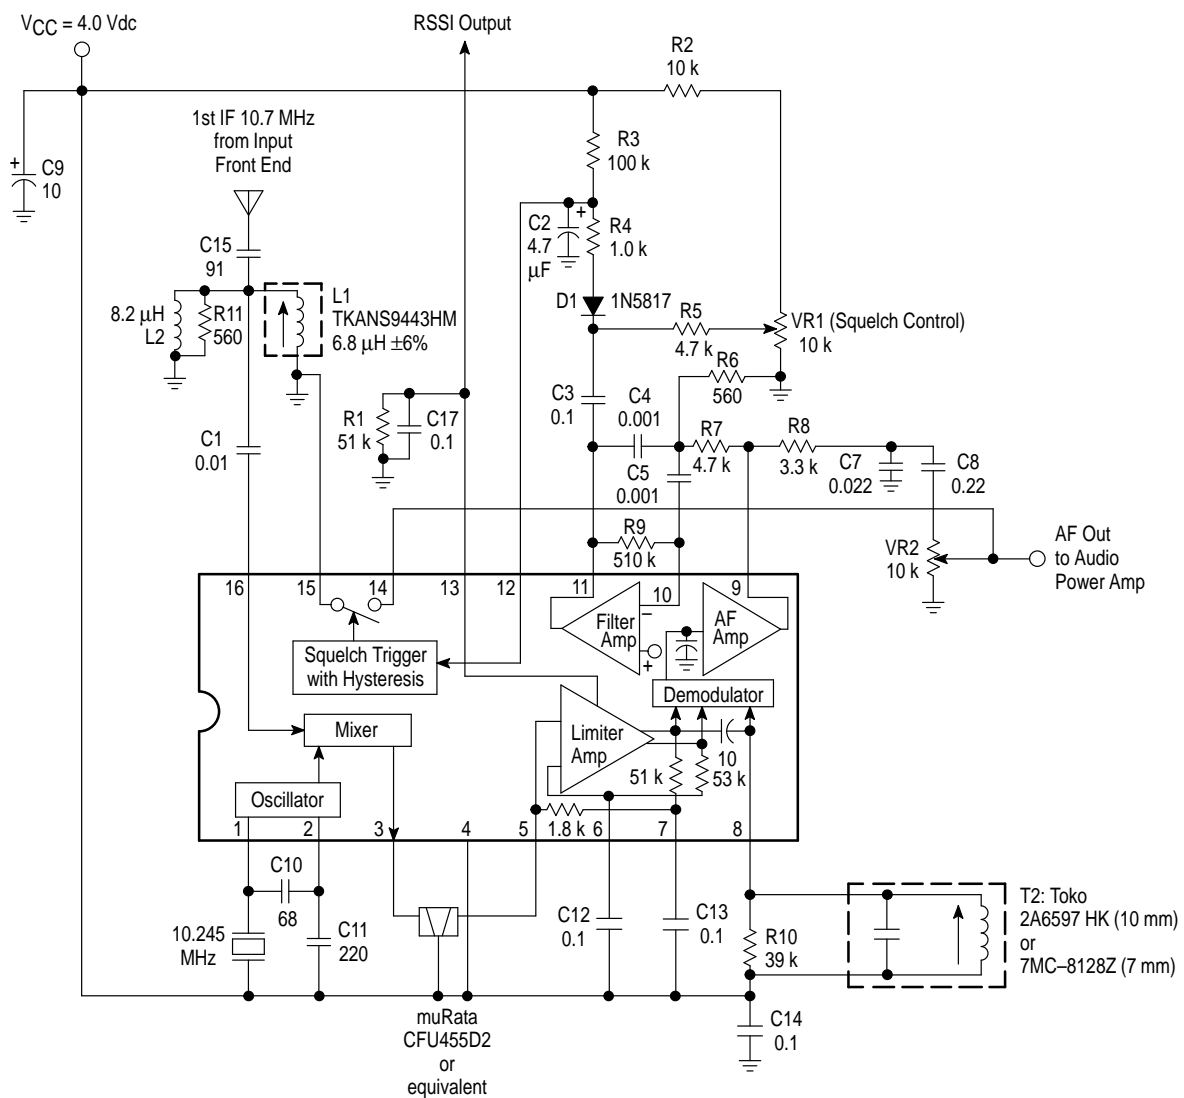 VCC = 4.0 Vdc
RSSI Output
R2
10 k
1st IF 10.7 MHz
from Input
Front End
R3
100 k
+
C9
10
C2
4.7
µF
+
R4
1.0 k
C15
91
D1
1N5817
8.2 µH
L2
R11
560
L1
TKANS9443HM
6.8 µH ±6%
R5
4.7 k
VR1 (Squelch Control)
10 k
R6
560
C3
0.1
C4
0.001
R1
51 k
C17
0.1
R7
4.7 k
R8
3.3 k
C1
0.01
C5
0.001
C7
0.022
C8
0.22
R9
510 k
VR2
10 k
AF Out
to Audio
Power Amp
16
15
14
13
12
11
10
9
Filter
Amp
−
+
AF
Amp
Squelch Trigger
with Hysteresis
Demodulator
Mixer
Limiter
Amp
10
51 k
53 k
Oscillator
1.8 k
1
2
3
4
5
6
7
8
C10
68
10.245
MHz
C11
220
C12
0.1
C13
0.1
R10
39 k
T2: Toko
2A6597 HK (10 mm)
or
7MC–8128Z (7 mm)
muRata
CFU455D2
or
equivalent
C14
0.1